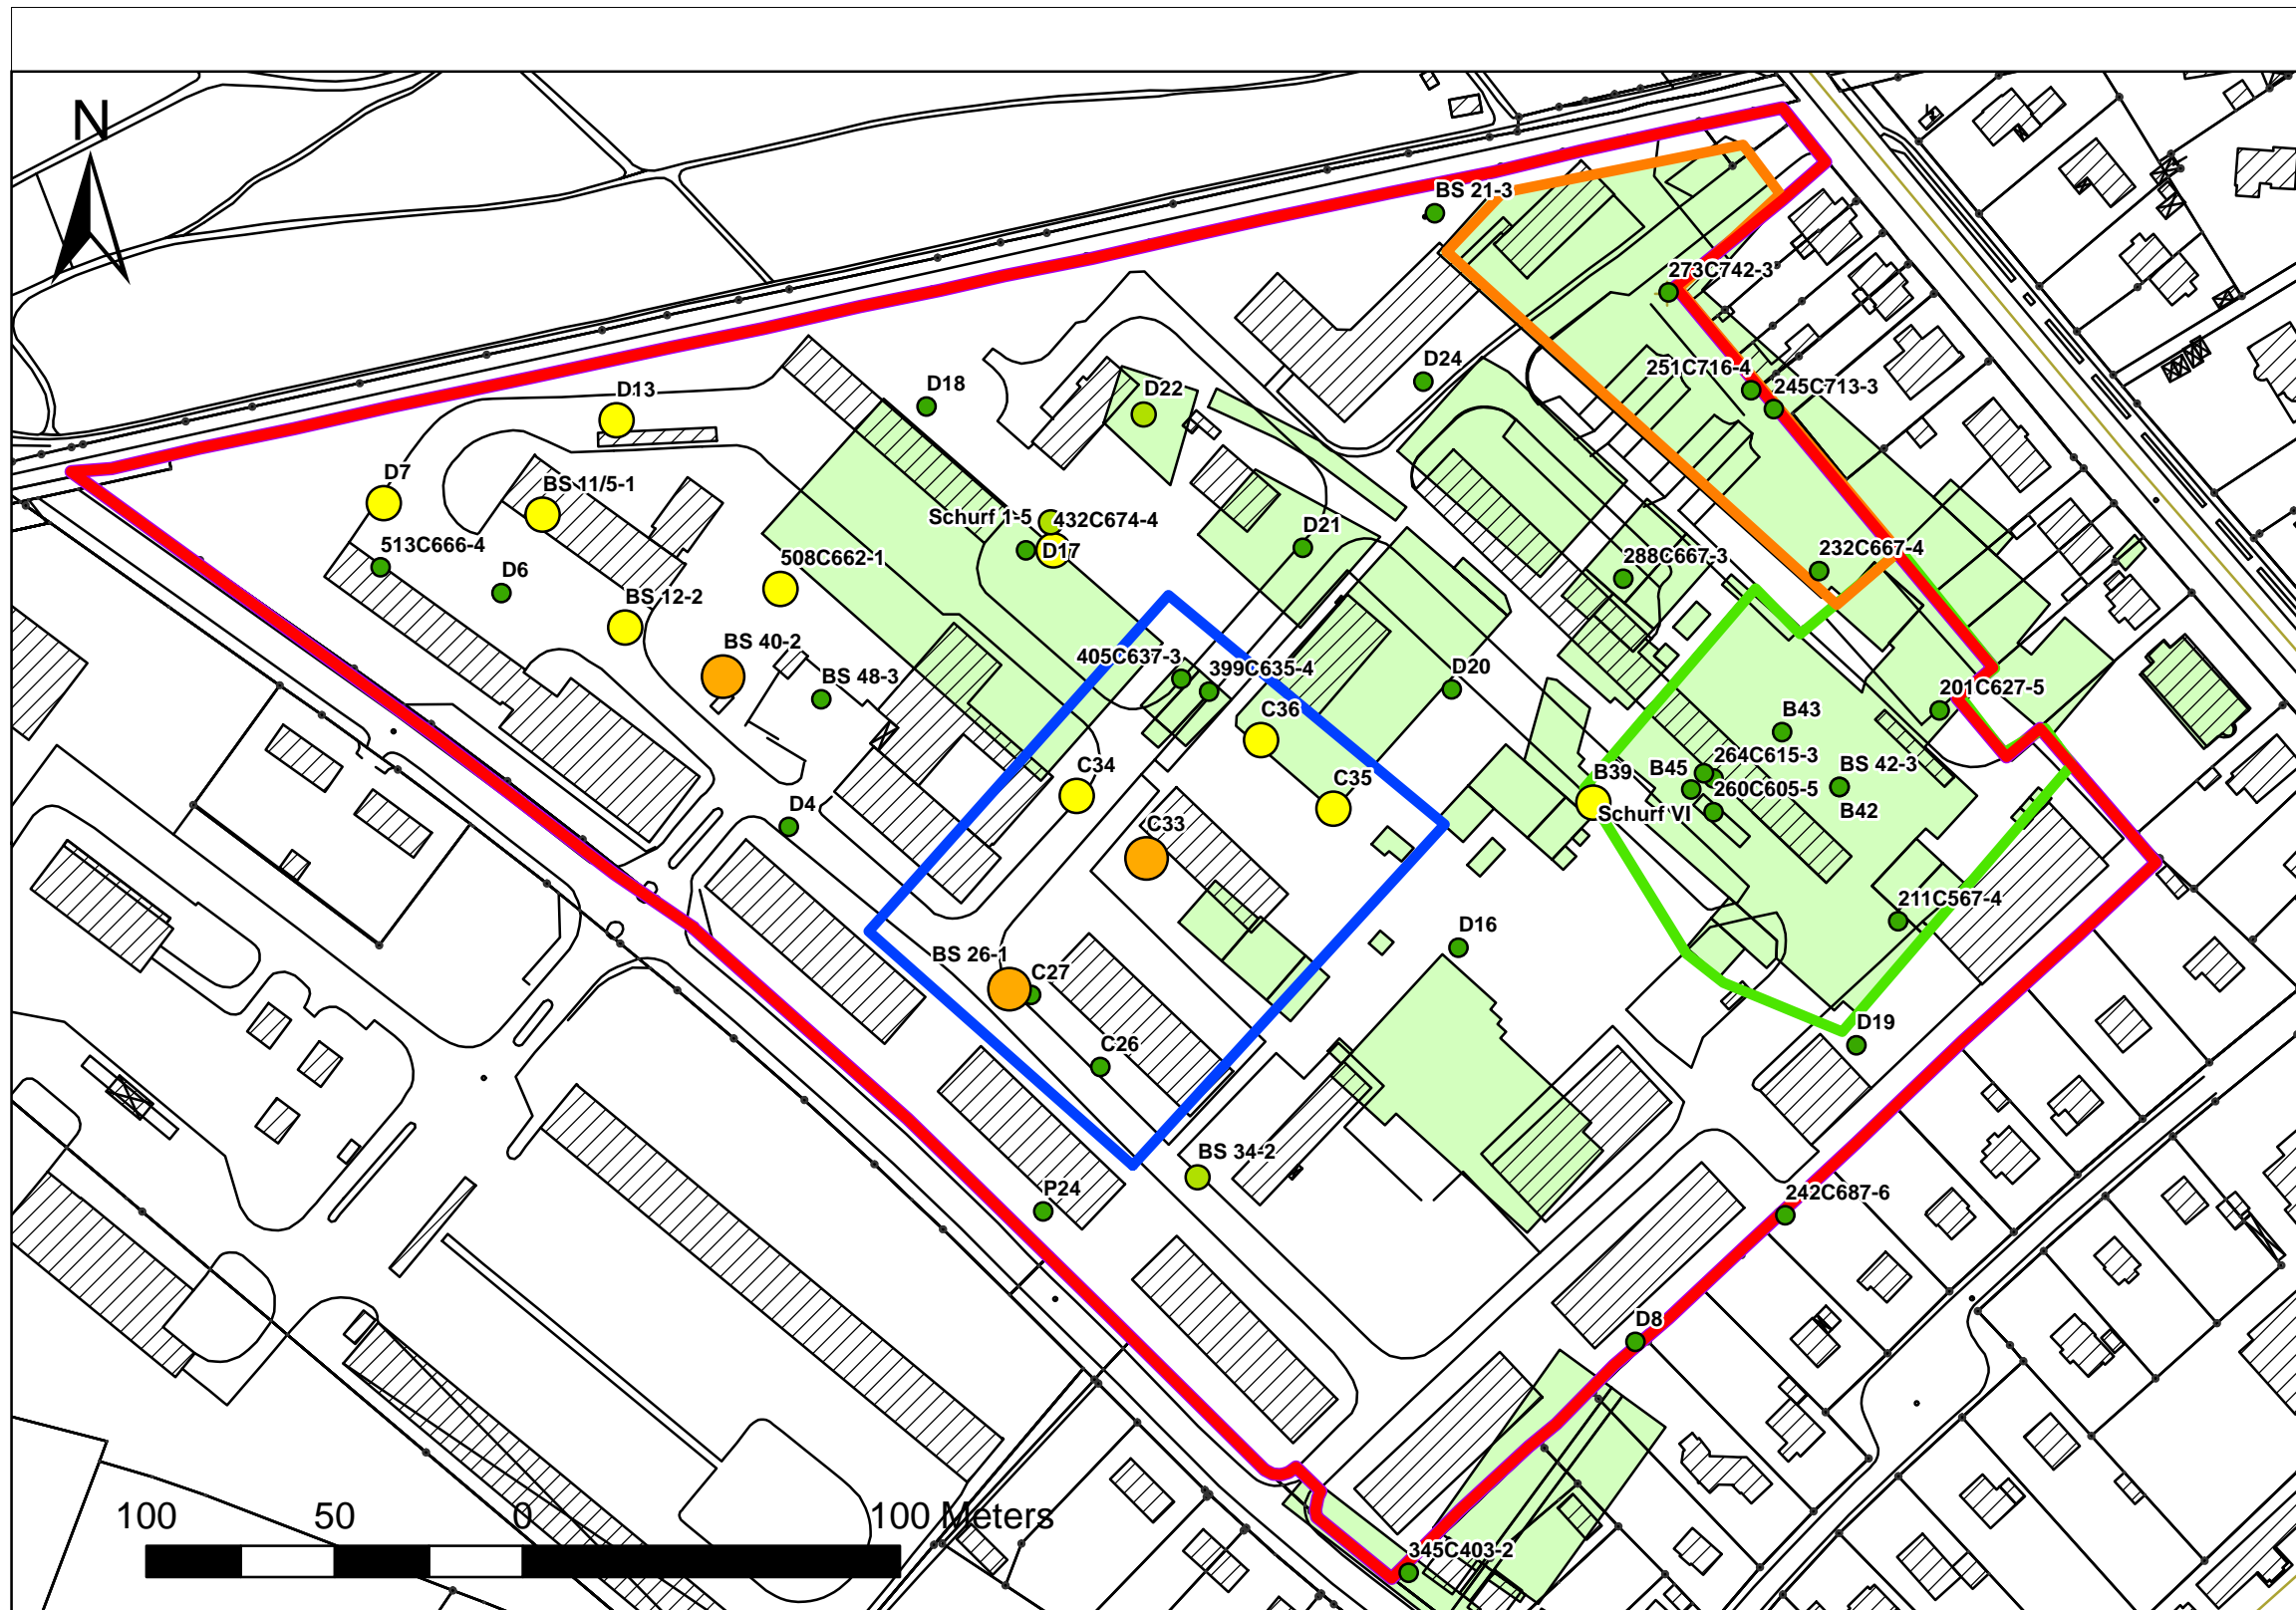 N
BS 21-3
273C742-3
D24
251C716-4
245C713-3
D13
D18
D22
D7
BS 11/5-1
Schurf 1-5
432C674-4
D17
D21
513C666-4
D6
508C662-1
288C667-3
232C667-4
BS 12-2
BS 40-2
BS 48-3
405C637-3
399C635-4
D20
201C627-5
C36
B43
C34
C35
B39
B45
264C615-3
BS 42-3
260C605-5
B42
Schurf VI
D4
C33
211C567-4
D16
BS 26-1
C27
C26
D19
BS 34-2
P24
242C687-6
D8
345C403-2
100 50 0 100 Meters